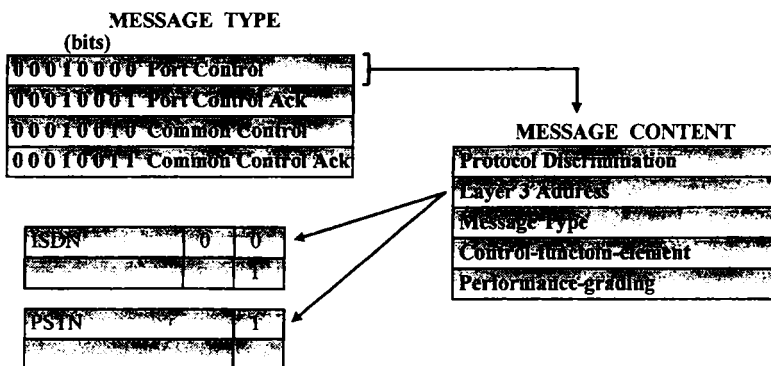 MESSAGE TYPE
(bits)
0 0 0 1 0 0 0 0 Port Control
0 0 0 1 0 0 0 1 Port Control Ack
0 0 0 1 0 0 1 0 Common Control
0 0 0 1 0 0 1 1 Common Control Ack
MESSAGE CONTENT
Protocol Discrimination
Layer 3 Address
Message Type
Control-functoin-element
Performance-grading
ISDN 0 0
1
PSTN 1